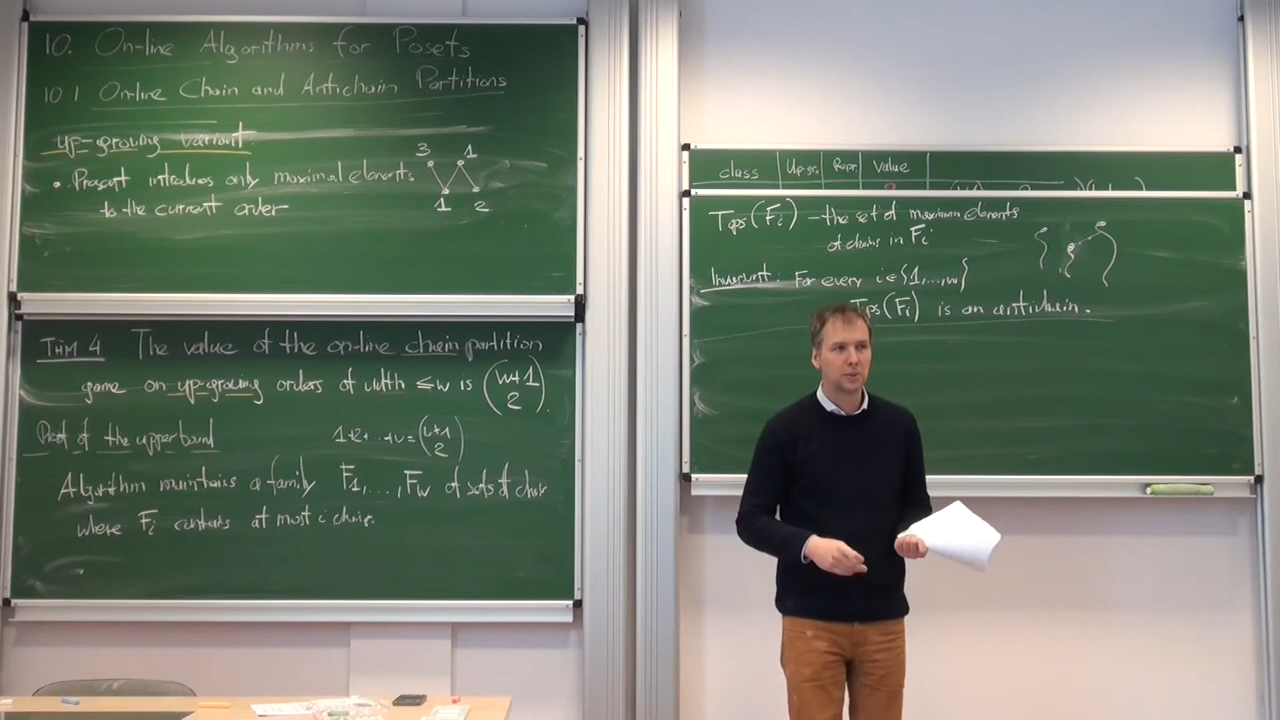 10. On-line Algorithms for Posets
10 1 On-line Chain and Antichain Partitions
up-growing variant:
• Present introduces only maximal elements
to the current order
3 1
1 2
THM 4 The value of the on-line chain partition
game on up-growing orders of width ≤ w is (w+1 2).
Proof of the upper bound
1+2+...+w = (w+1 2)
Algorithm maintains a family F1,...,Fw of sets of chains
where Fi contains at most i chains.
class Up-gr. Repr. Value
Tops(Fi) – the set of maximum elements
of chains in Fi
Invariant: For every i∈{1,...,w}
Tops(Fi) is an antichain.